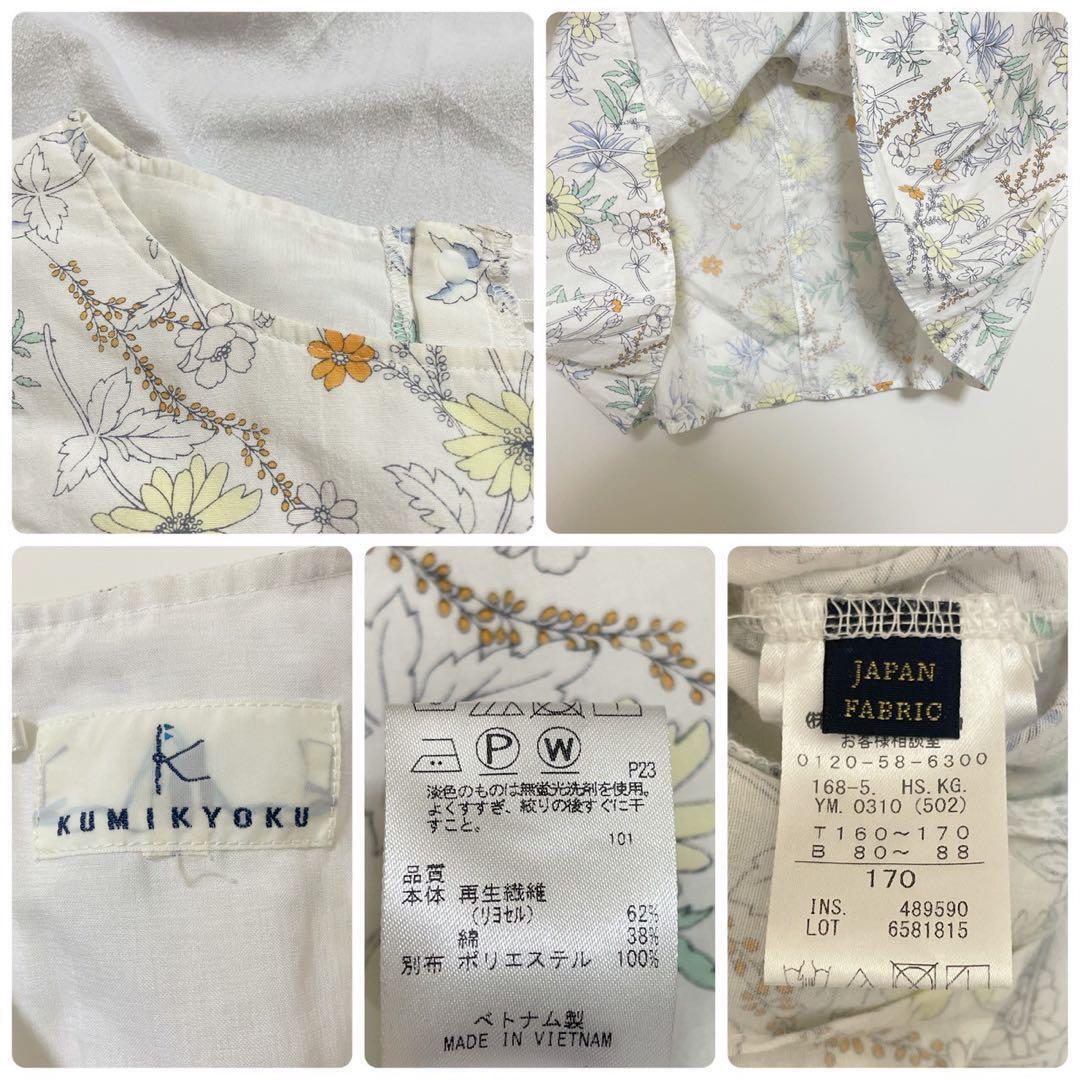 KUMIKYOKU
P W
P23
淡色のものは無蛍光洗剤を使用。
よくすすぎ、絞りの後すぐに干
すこと。
101
品質
本体 再生繊維
(リヨセル) 62%
綿 38%
別布 ポリエステル 100%
ベトナム製
MADE IN VIETNAM
JAPAN
FABRIC
お客様相談室
0120-58-6300
168-5. HS. KG.
YM. 0310 (502)
T 160~170
B 80~ 88
170
INS. 489590
LOT 6581815